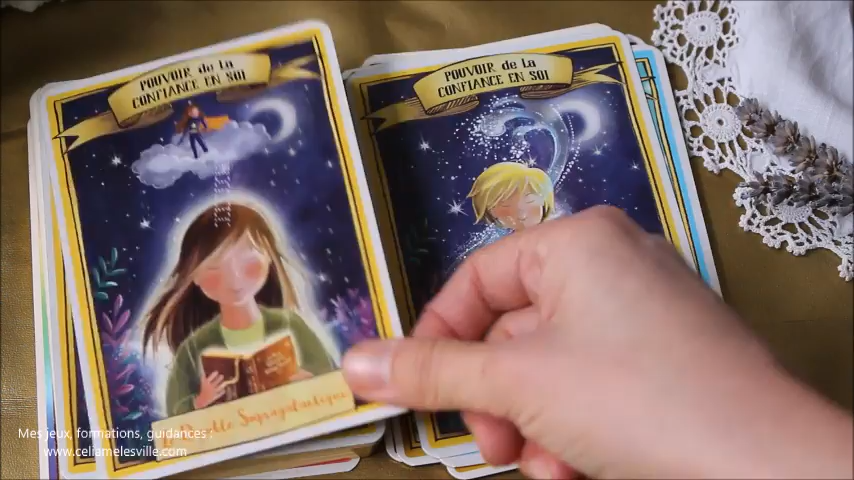 POUVOIR de La
CONFIANCE EN SOI
POUVOIR de La
CONFIANCE EN SOI
Supragalactique
Mes jeux, formations, guidances :
www.celiamelesville.com